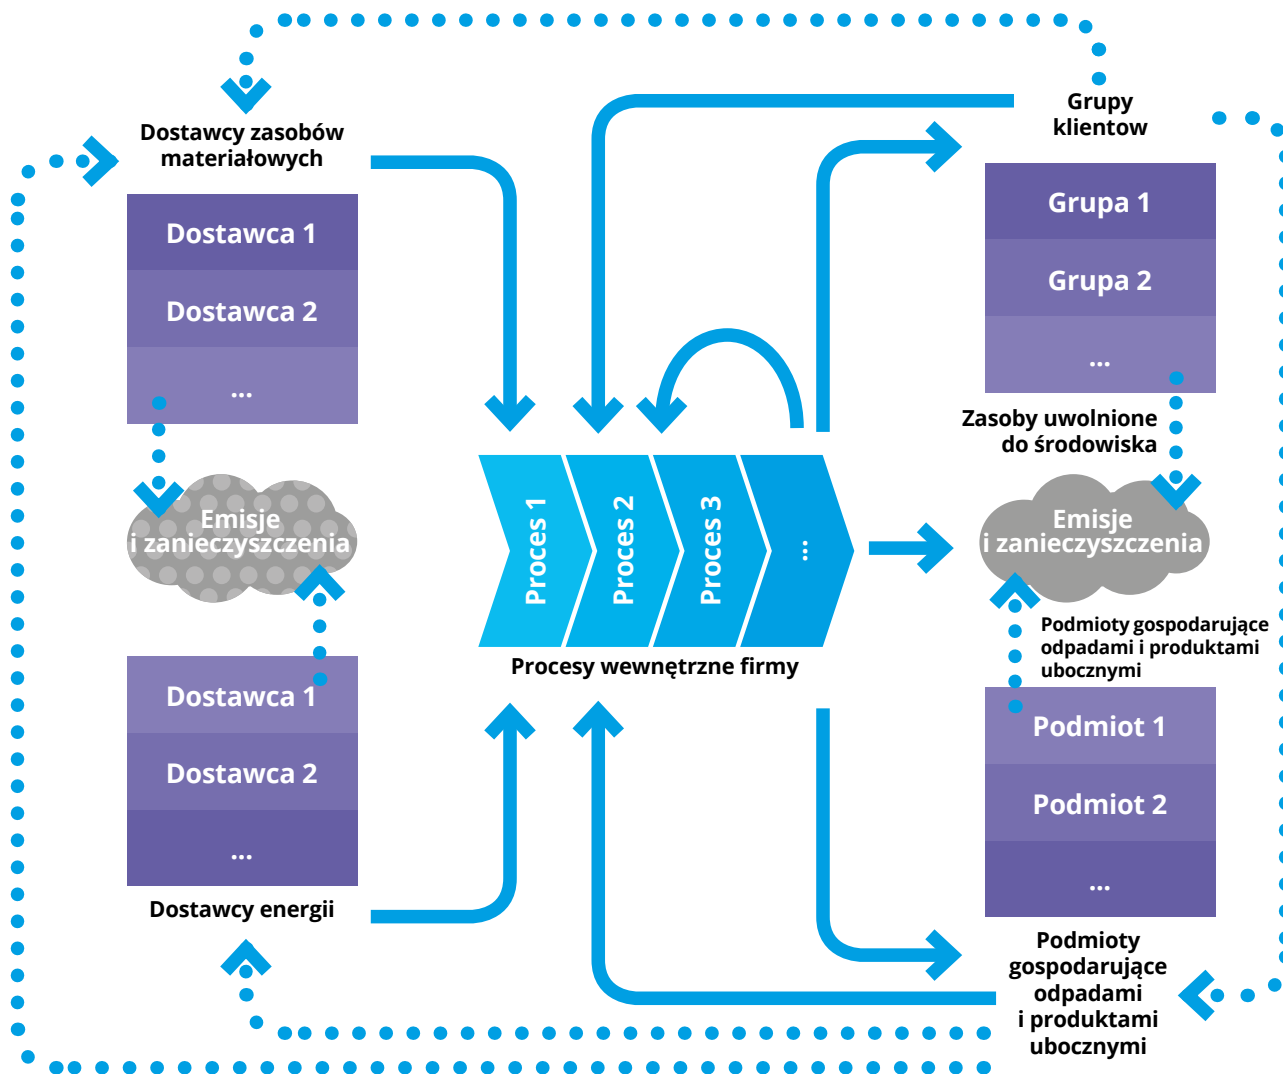 Grupy
klientow
Dostawcy zasobów
materiałowych
Dostawca 1
Dostawca 2
...
Grupa 1
Grupa 2
...
Zasoby uwolnione
do środowiska
Emisje
i zanieczyszczenia
Proces 1
Proces 2
Proces 3
...
Procesy wewnętrzne firmy
Emisje
i zanieczyszczenia
Podmioty gospodarujące
odpadami i produktami
ubocznymi
Dostawca 1
Dostawca 2
...
Dostawcy energii
Podmiot 1
Podmiot 2
...
Podmioty
gospodarujące
odpadami
i produktami
ubocznymi